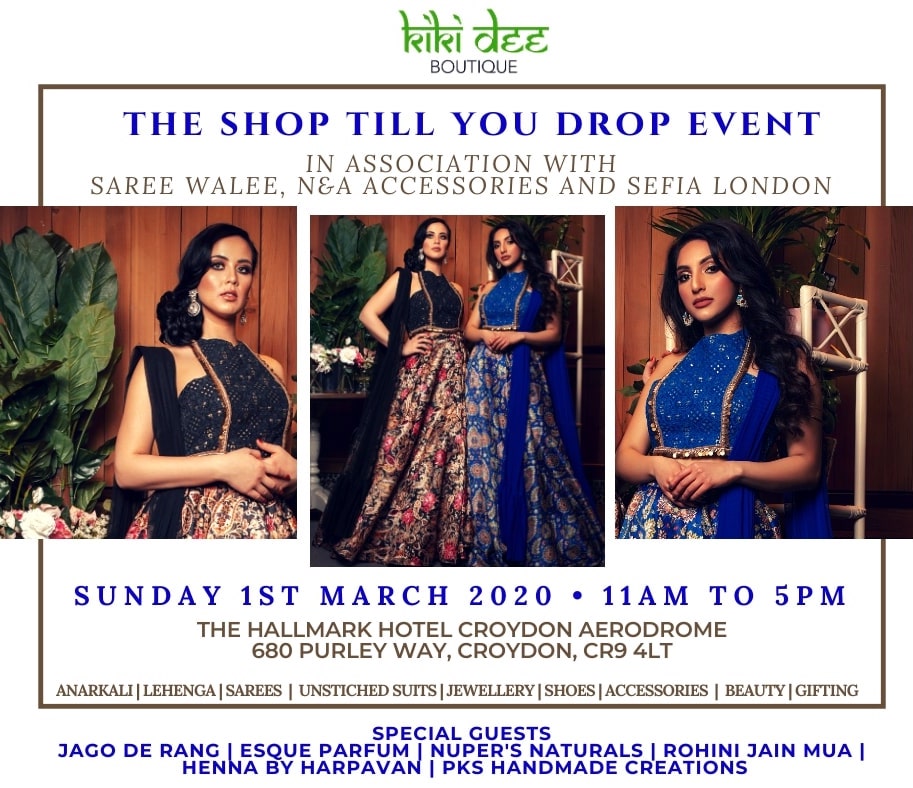 kiki dee
BOUTIQUE
THE SHOP TILL YOU DROP EVENT
IN ASSOCIATION WITH
SAREE WALEE, N&A ACCESSORIES AND SEFIA LONDON
SUNDAY 1ST MARCH 2020 • 11AM TO 5PM
THE HALLMARK HOTEL CROYDON AERODROME
680 PURLEY WAY, CROYDON, CR9 4LT
ANARKALI | LEHENGA | SAREES | UNSTICHED SUITS | JEWELLERY | SHOES | ACCESSORIES | BEAUTY | GIFTING
SPECIAL GUESTS
JAGO DE RANG | ESQUE PARFUM | NUPER'S NATURALS | ROHINI JAIN MUA |
HENNA BY HARPAVAN | PKS HANDMADE CREATIONS